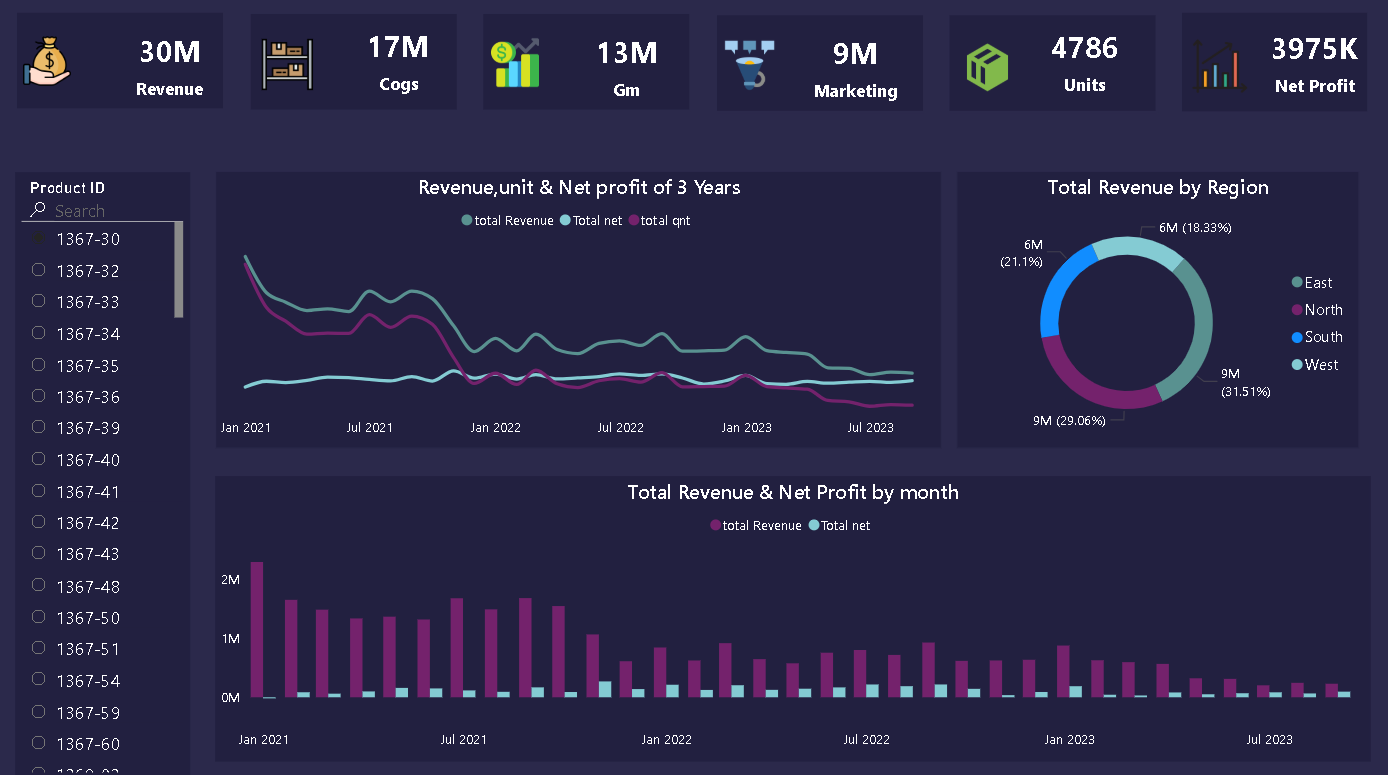 30M
Revenue
17M
Cogs
13M
Gm
9M
Marketing
4786
Units
3975K
Net Profit
Product ID
Search
1367-30
1367-32
1367-33
1367-34
1367-35
1367-36
1367-39
1367-40
1367-41
1367-42
1367-43
1367-48
1367-50
1367-51
1367-54
1367-59
1367-60
Revenue,unit & Net profit of 3 Years
total Revenue Total net total qnt
Jan 2021 Jul 2021 Jan 2022 Jul 2022 Jan 2023 Jul 2023
Total Revenue by Region
6M (18.33%)
6M
(21.1%)
9M
(31.51%)
9M (29.06%)
East
North
South
West
Total Revenue & Net Profit by month
total Revenue Total net
2M
1M
0M
Jan 2021 Jul 2021 Jan 2022 Jul 2022 Jan 2023 Jul 2023